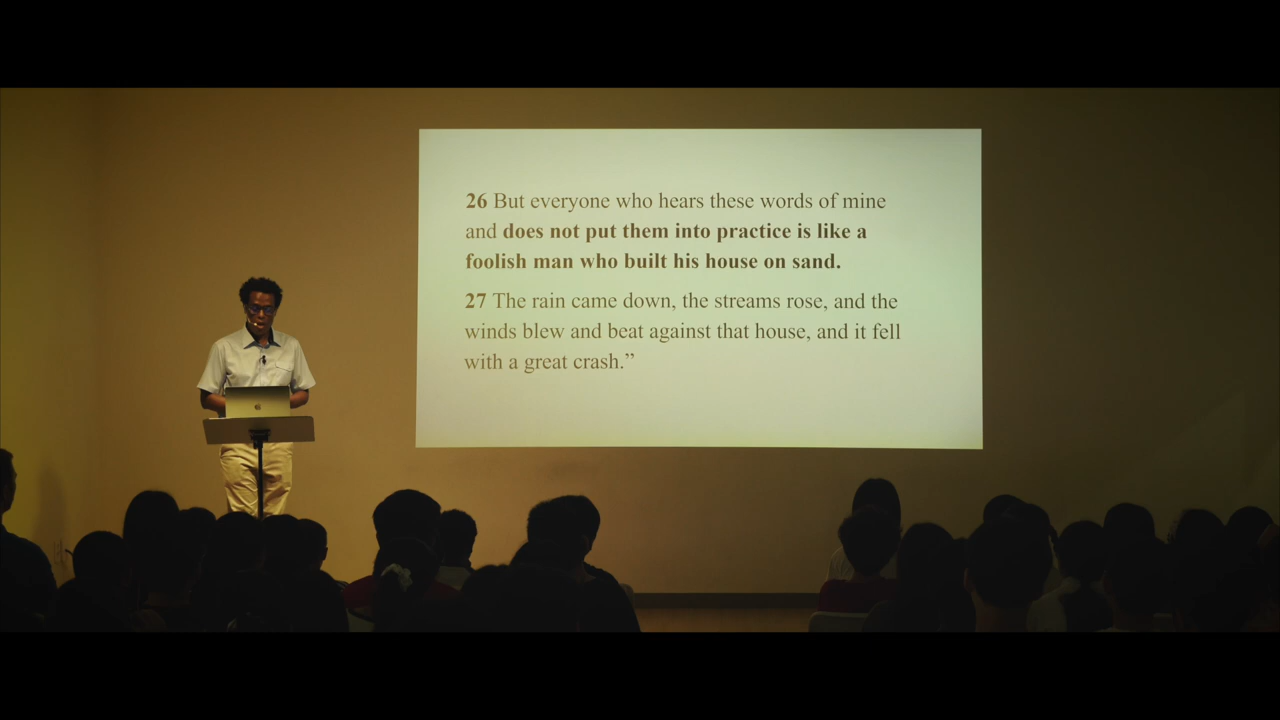 26 But everyone who hears these words of mine
and does not put them into practice is like a
foolish man who built his house on sand.
27 The rain came down, the streams rose, and the
winds blew and beat against that house, and it fell
with a great crash.”